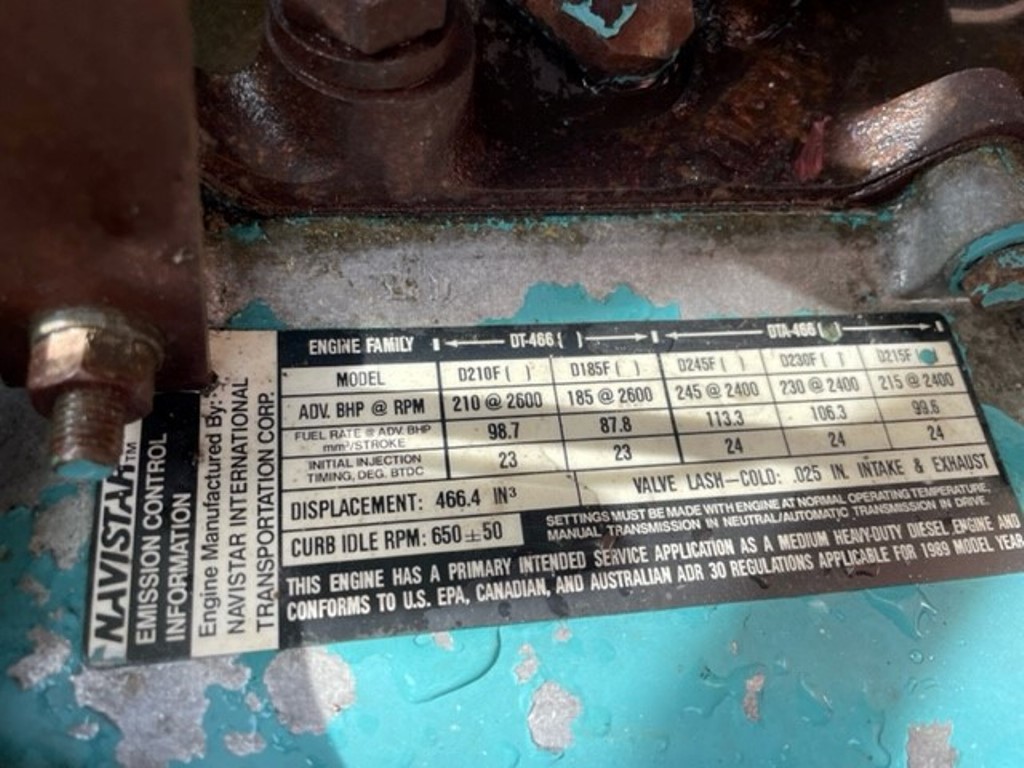 NAVISTAR™
EMISSION CONTROL
INFORMATION
Engine Manufactured By:
NAVISTAR INTERNATIONAL
TRANSPORTATION CORP.
ENGINE FAMILY DT-466 ( ) DTA-466 ( )
MODEL D210F ( ) D185F ( ) D245F ( ) D230F ( ) D215F (
ADV. BHP @ RPM 210 @ 2600 185 @ 2600 245 @ 2400 230 @ 2400 215 @ 2400
FUEL RATE @ ADV. BHP
mm³/STROKE 98.7 87.8 113.3 106.3 99.6
INITIAL INJECTION
TIMING, DEG. BTDC 23 23 24 24 24
DISPLACEMENT: 466.4 IN³ VALVE LASH—COLD: .025 IN. INTAKE & EXHAUST
CURB IDLE RPM: 650 ± 50
SETTINGS MUST BE MADE WITH ENGINE AT NORMAL OPERATING TEMPERATURE.
MANUAL TRANSMISSION IN NEUTRAL/AUTOMATIC TRANSMISSION IN DRIVE.
THIS ENGINE HAS A PRIMARY INTENDED SERVICE APPLICATION AS A MEDIUM HEAVY-DUTY DIESEL ENGINE AND
CONFORMS TO U.S. EPA, CANADIAN, AND AUSTRALIAN ADR 30 REGULATIONS APPLICABLE FOR 1989 MODEL YEAR